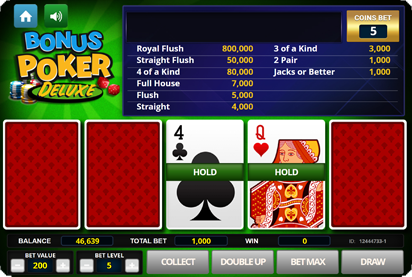 BONUS
POKER
DELUXE
COINS BET
5
Royal Flush 800,000 3 of a Kind 3,000
Straight Flush 50,000 2 Pair 1,000
4 of a Kind 80,000 Jacks or Better 1,000
Full House 7,000
Flush 5,000
Straight 4,000
4 Q
HOLD HOLD
BALANCE 46,639 TOTAL BET 1,000 WIN 0 ID: 12444733-1
BET VALUE BET LEVEL
- 200 + - 5 + COLLECT DOUBLE UP BET MAX DRAW